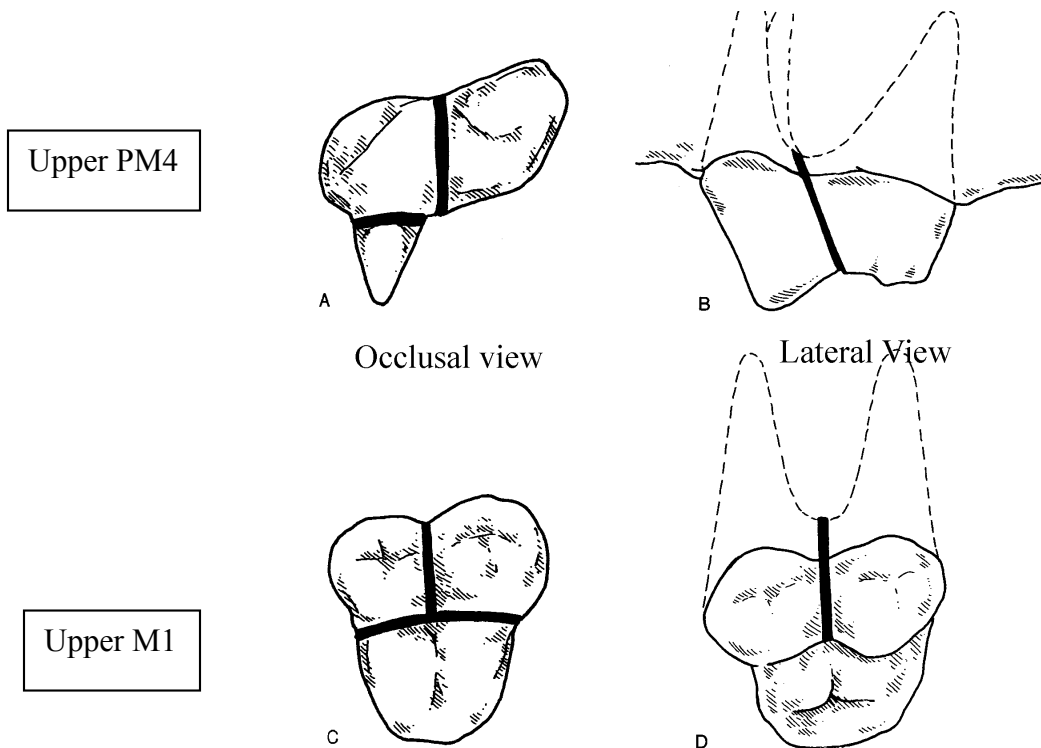 Upper PM4
A
B
Occlusal view
Lateral View
Upper M1
C
D